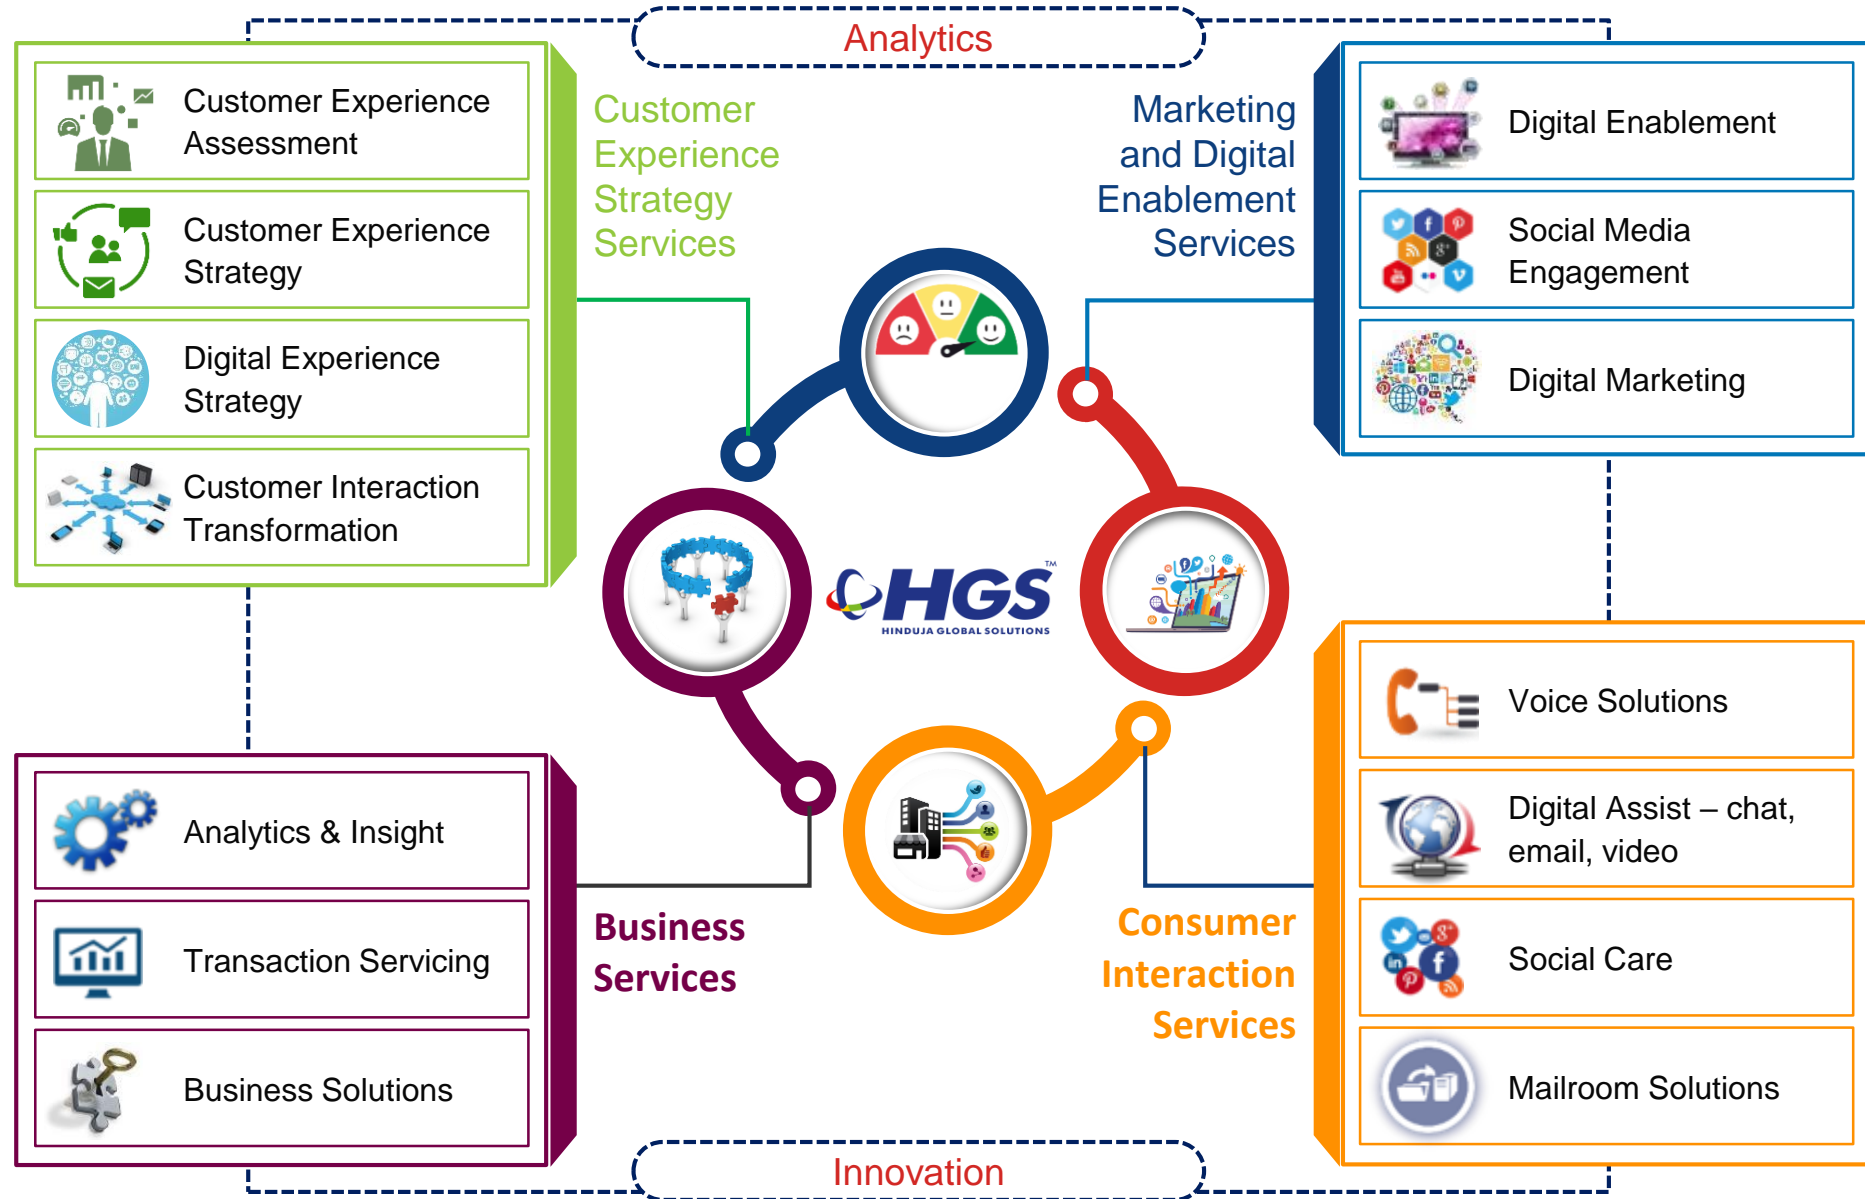 Analytics
Customer Experience
Assessment
Customer Experience
Strategy
Digital Experience
Strategy
Customer Interaction
Transformation
Customer
Experience
Strategy
Services
Marketing
and Digital
Enablement
Services
Digital Enablement
Social Media
Engagement
Digital Marketing
HGS™
HINDUJA GLOBAL SOLUTIONS
Analytics & Insight
Transaction Servicing
Business Solutions
Business
Services
Consumer
Interaction
Services
Voice Solutions
Digital Assist – chat,
email, video
Social Care
Mailroom Solutions
Innovation